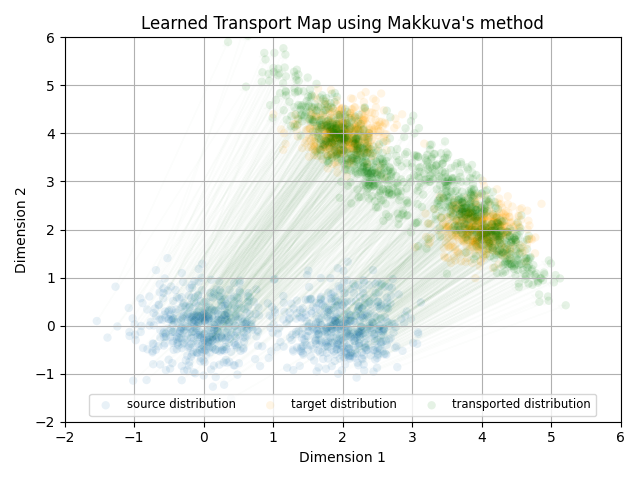 Learned Transport Map using Makkuva's method
6
5
4
3
2
1
0
−1
−2
Dimension 2
source distribution target distribution transported distribution
−2 −1 0 1 2 3 4 5 6
Dimension 1